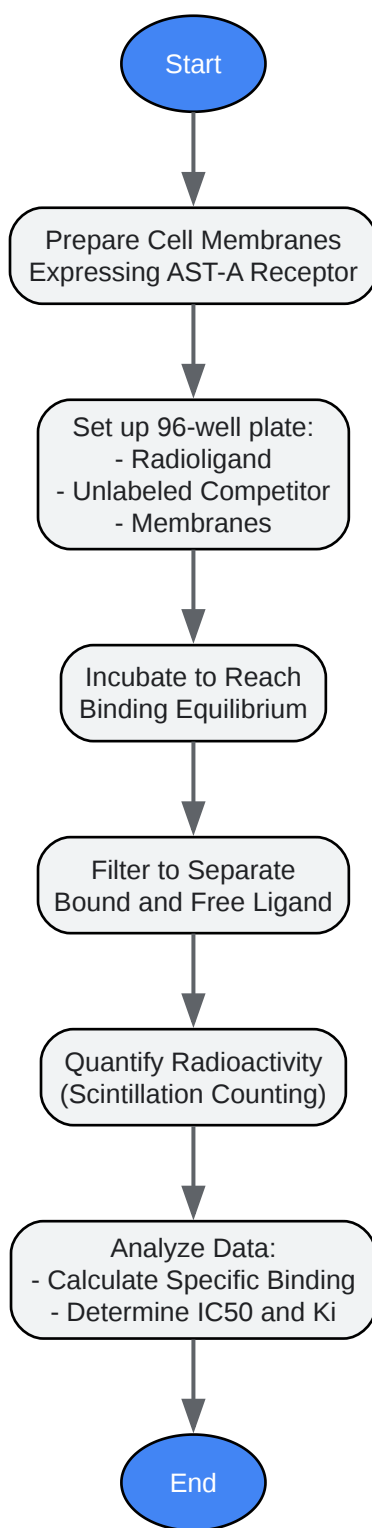 Start
Prepare Cell Membranes
Expressing AST-A Receptor
Set up 96-well plate:
- Radioligand
- Unlabeled Competitor
- Membranes
Incubate to Reach
Binding Equilibrium
Filter to Separate
Bound and Free Ligand
Quantify Radioactivity
(Scintillation Counting)
Analyze Data:
- Calculate Specific Binding
- Determine IC50 and Ki
End